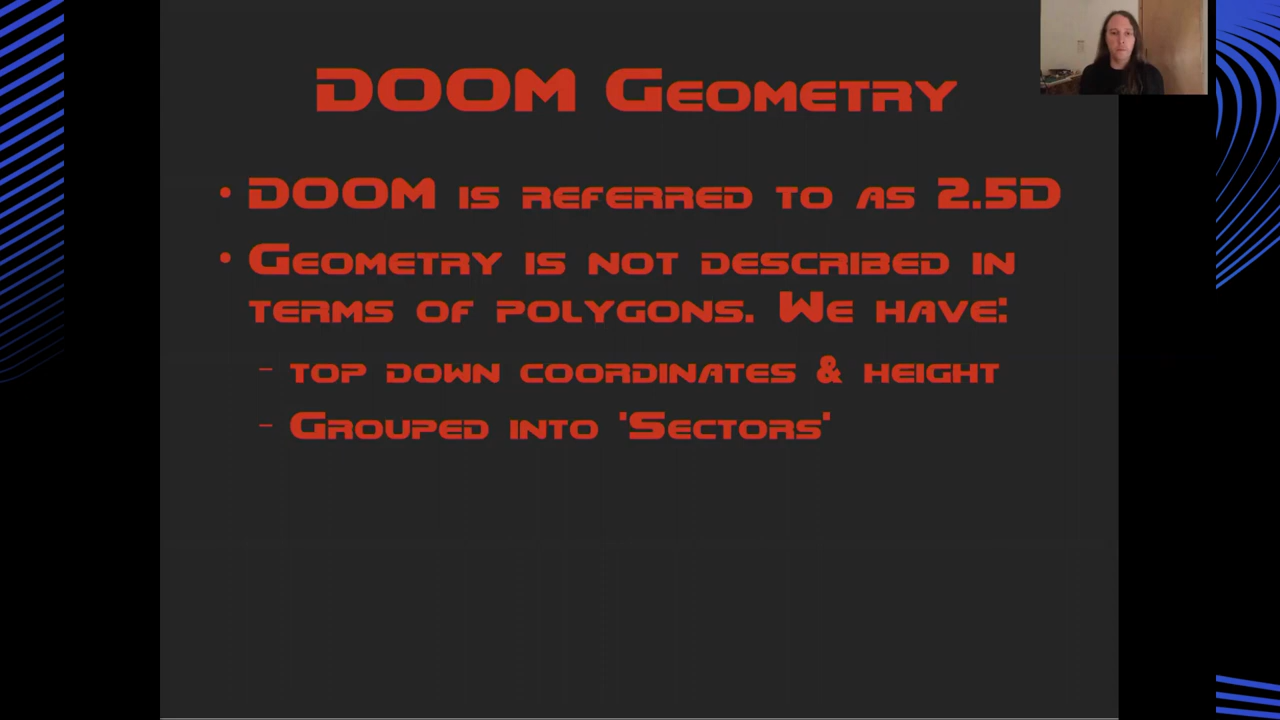 DOOM Geometry
• DOOM is referred to as 2.5D
• Geometry is not described in
terms of polygons. We have:
– top down coordinates & height
– Grouped into 'Sectors'